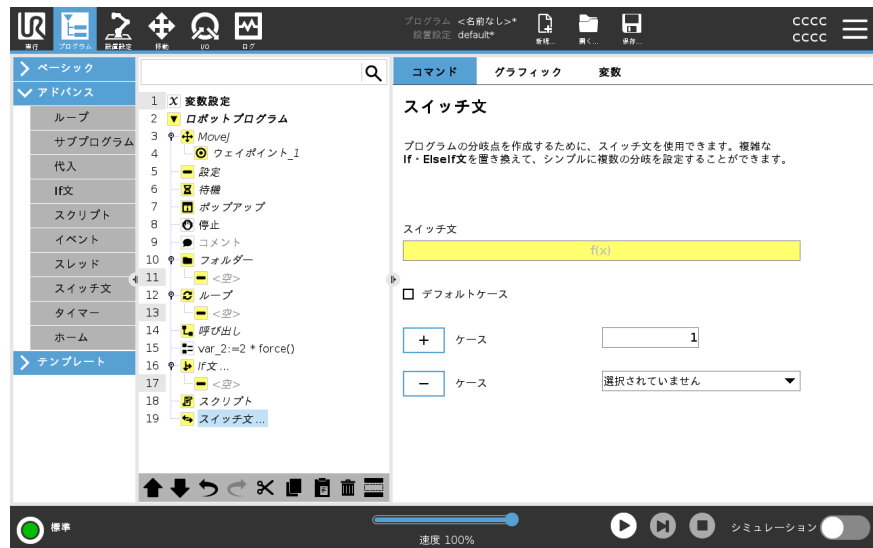 プログラム <名前なし>*
設置設定 default*
cccc
cccc
実行
プログラム
設置設定
移動
I/O
ログ
新規...
開く...
保存...
ベーシック
アドバンス
ループ
サブプログラム
代入
If文
スクリプト
イベント
スレッド
スイッチ文
タイマー
ホーム
テンプレート
1 X 変数設定
2 ロボットプログラム
3 MoveJ
4 ウェイポイント_1
5 設定
6 待機
7 ポップアップ
8 停止
9 コメント
10 フォルダー
11 <空>
12 ループ
13 <空>
14 呼び出し
15 var_2:=2 * force()
16 If文...
17 <空>
18 スクリプト
19 スイッチ文...
コマンド グラフィック 変数
スイッチ文
プログラムの分岐点を作成するために、スイッチ文を使用できます。複雑な
If・ElseIf文を置き換えて、シンプルに複数の分岐を設定することができます。
スイッチ文
f(x)
デフォルトケース
+ ケース 1
− ケース 選択されていません
標準
速度 100%
シミュレーション